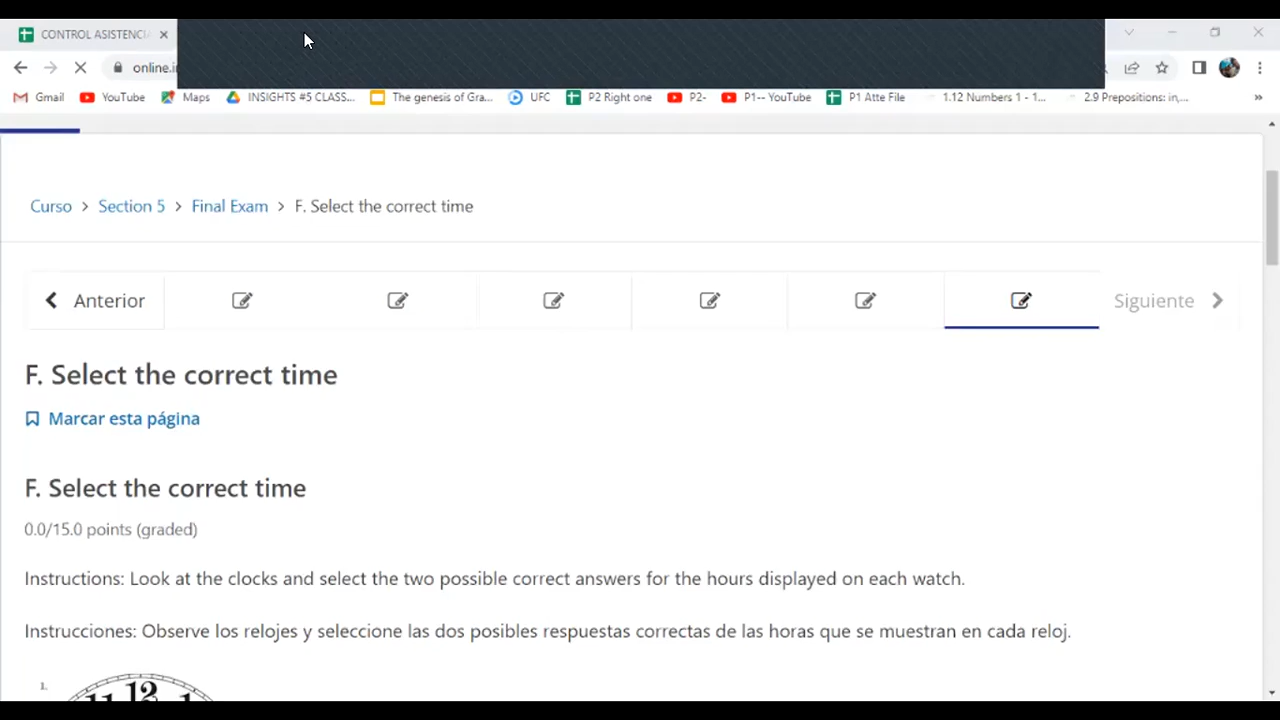 CONTROL ASISTENCI
online.i
Gmail YouTube Maps INSIGHTS #5 CLASS... The genesis of Gra... UFC P2 Right one P2- P1-- YouTube P1 Atte File 1.12 Numbers 1 - 1... 2.9 Prepositions: in,... »
Curso > Section 5 > Final Exam > F. Select the correct time
Anterior Siguiente
F. Select the correct time
Marcar esta página
F. Select the correct time
0.0/15.0 points (graded)
Instructions: Look at the clocks and select the two possible correct answers for the hours displayed on each watch.
Instrucciones: Observe los relojes y seleccione las dos posibles respuestas correctas de las horas que se muestran en cada reloj.
1.
11 12 1